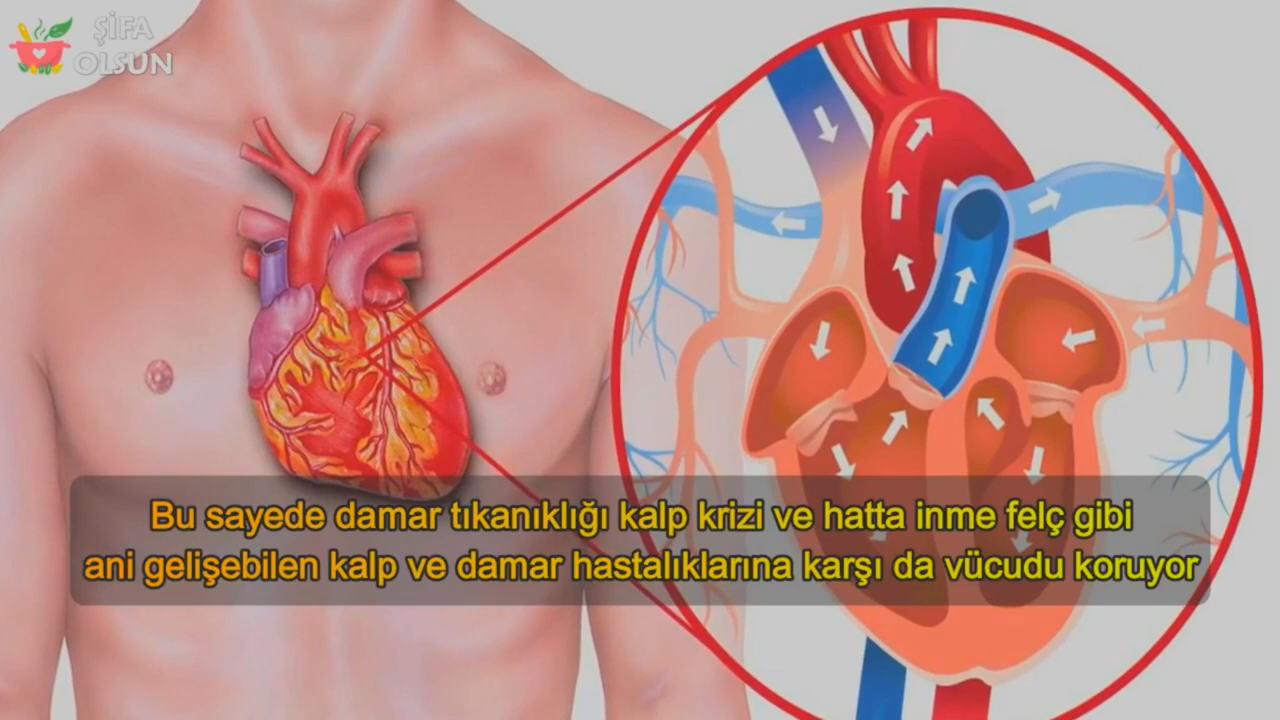 ŞİFA
OLSUN
Bu sayede damar tıkanıklığı kalp krizi ve hatta inme felç gibi
ani gelişebilen kalp ve damar hastalıklarına karşı da vücudu koruyor